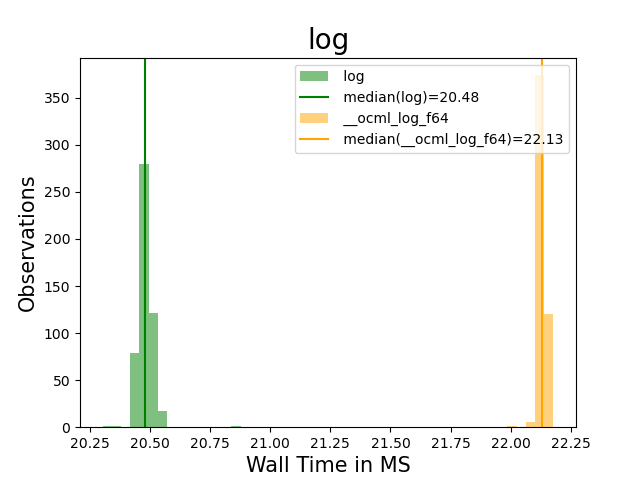 log
log
median(log)=20.48
__ocml_log_f64
median(__ocml_log_f64)=22.13
Observations
350
300
250
200
150
100
50
0
20.25 20.50 20.75 21.00 21.25 21.50 21.75 22.00 22.25
Wall Time in MS